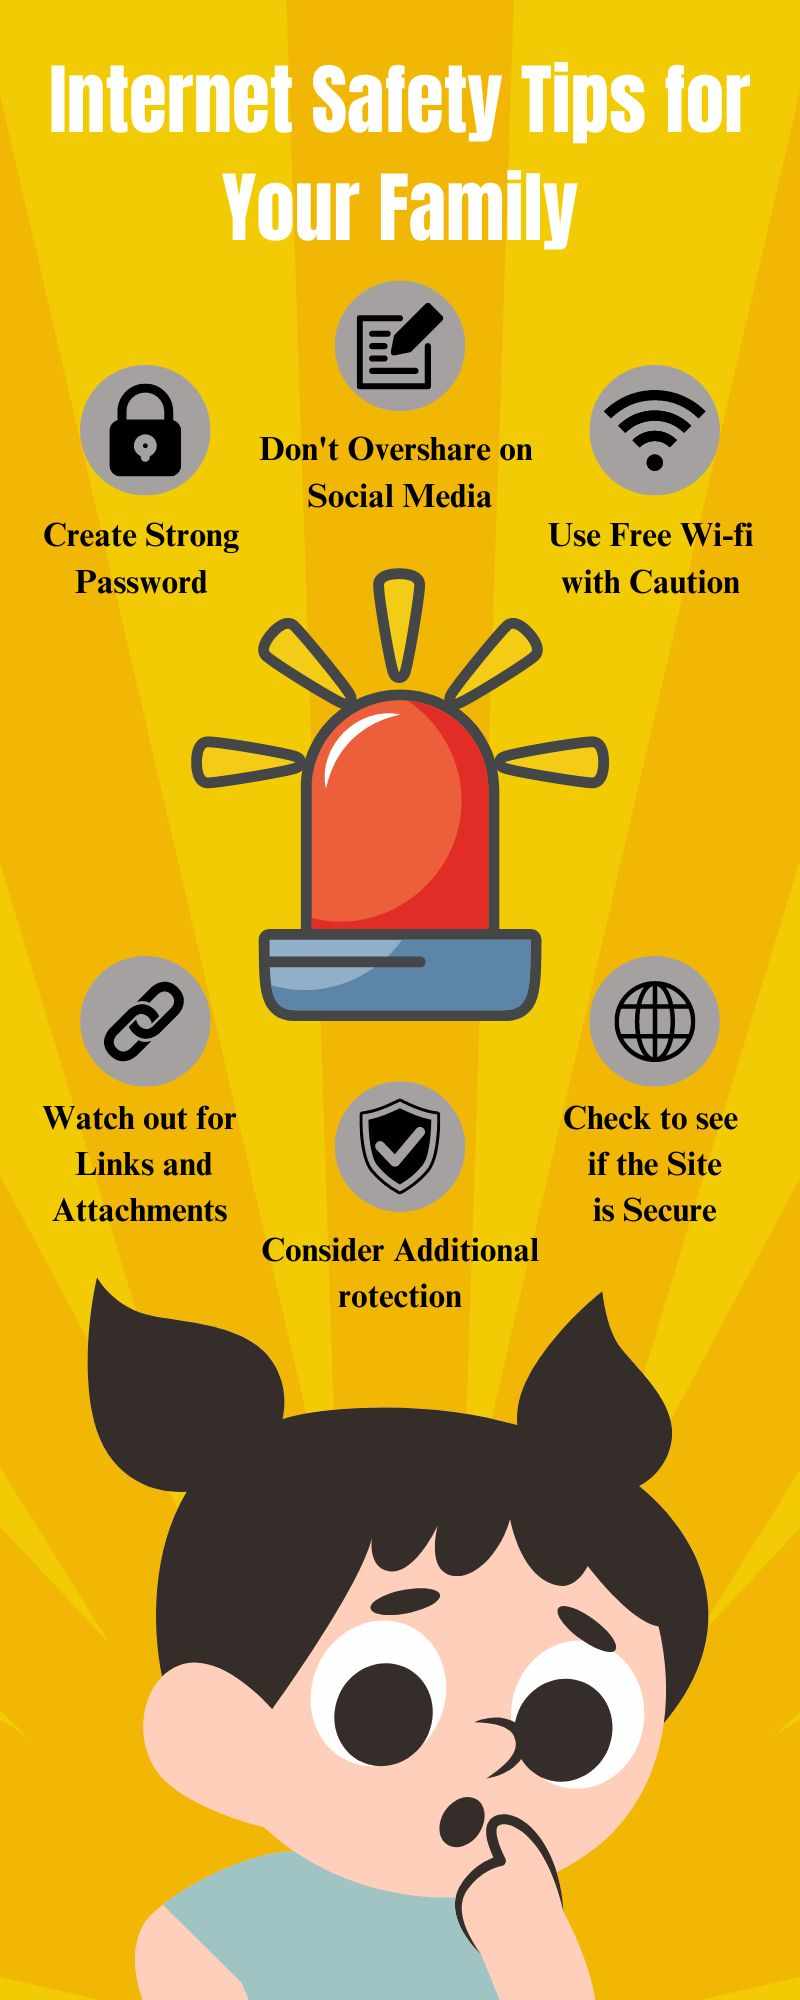 Internet Safety Tips for
Your Family
Don't Overshare on
Social Media
Create Strong
Password
Use Free Wi-fi
with Caution
Watch out for
Links and
Attachments
Check to see
if the Site
is Secure
Consider Additional
rotection